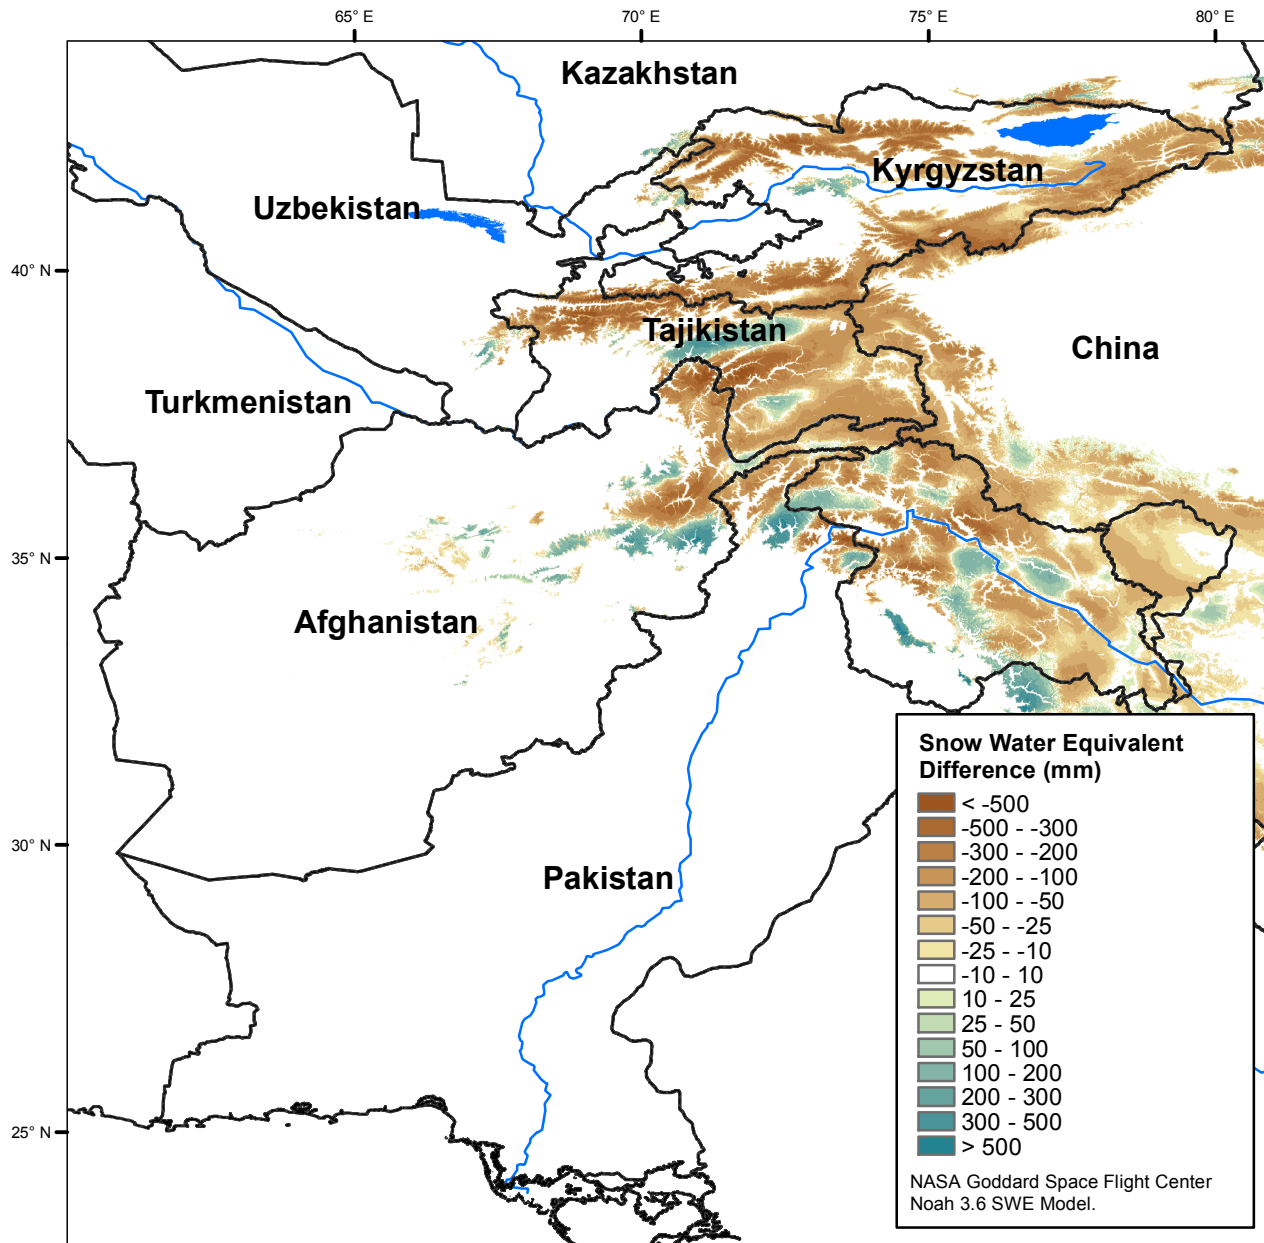 65° E
70° E
75° E
80° E
Kazakhstan
Kyrgyzstan
Uzbekistan
40° N
Tajikistan
China
Turkmenistan
35° N
Afghanistan
Snow Water Equivalent
Difference (mm)
< -500
-500 - -300
-300 - -200
-200 - -100
-100 - -50
-50 - -25
-25 - -10
-10 - 10
10 - 25
25 - 50
50 - 100
100 - 200
200 - 300
300 - 500
> 500
30° N
Pakistan
25° N
NASA Goddard Space Flight Center
Noah 3.6 SWE Model.